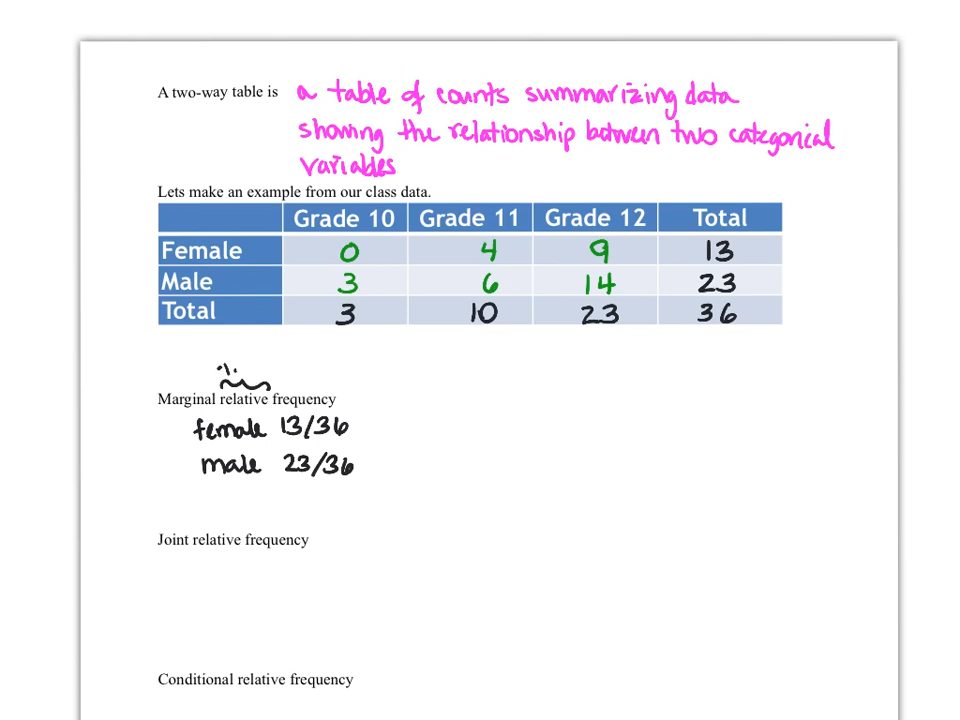 A two-way table is a table of counts summarizing data
showing the relationship between two categorical
variables
Lets make an example from our class data.
Grade 10 Grade 11 Grade 12 Total
Female 0 4 9 13
Male 3 6 14 23
Total 3 10 23 36
%
Marginal relative frequency
female 13/36
male 23/36
Joint relative frequency
Conditional relative frequency